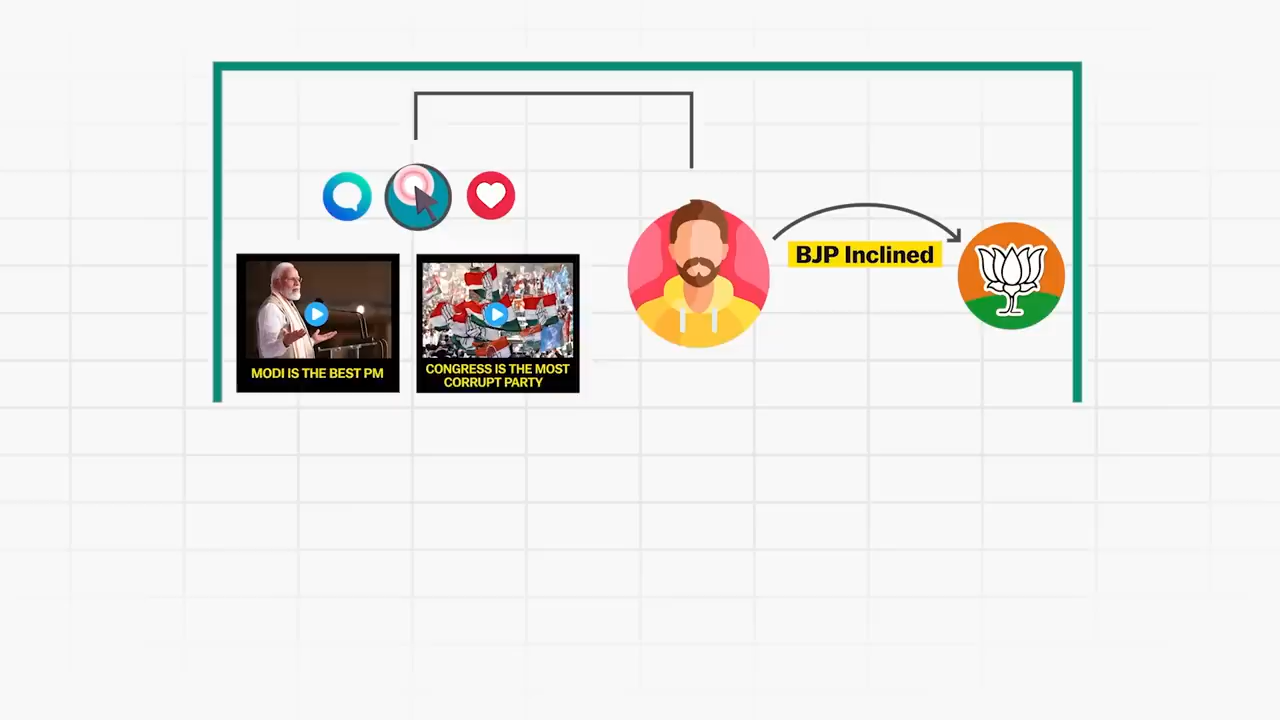 BJP Inclined
MODI IS THE BEST PM
CONGRESS IS THE MOST
CORRUPT PARTY